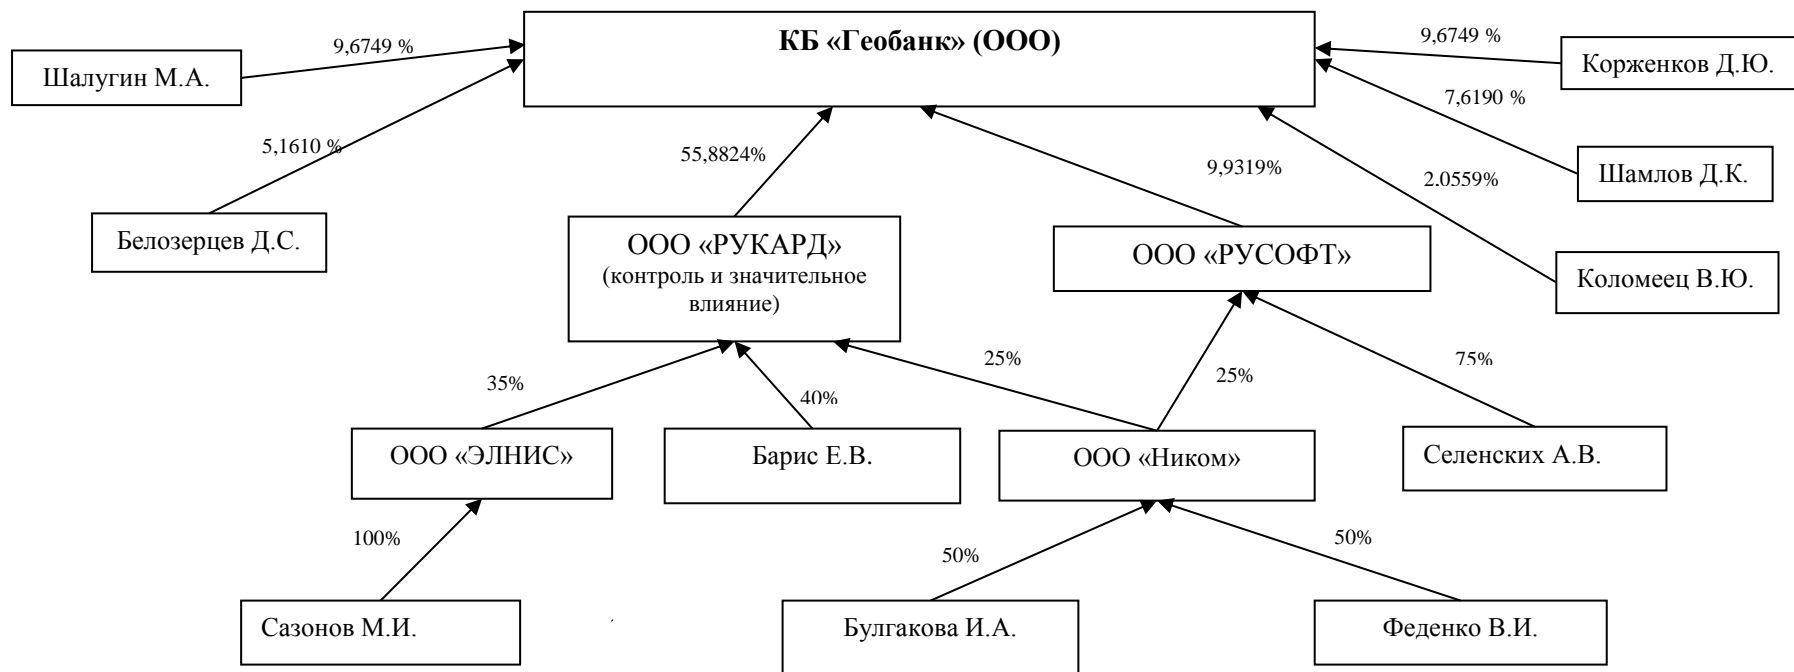 КБ «Геобанк» (ООО)
9,6749 %
9,6749 %
Шалугин М.А.
Корженков Д.Ю.
7,6190 %
5,1610 %
55,8824%
9,9319%
2.0559%
Шамлов Д.К.
Белозерцев Д.С.
ООО «РУКАРД»
(контроль и значительное
влияние)
ООО «РУСОФТ»
Коломеец В.Ю.
35%
40%
25%
25%
75%
ООО «ЭЛНИС»
Барис Е.В.
ООО «Ником»
Селенских А.В.
100%
50%
50%
Сазонов М.И.
Булгакова И.А.
Феденко В.И.